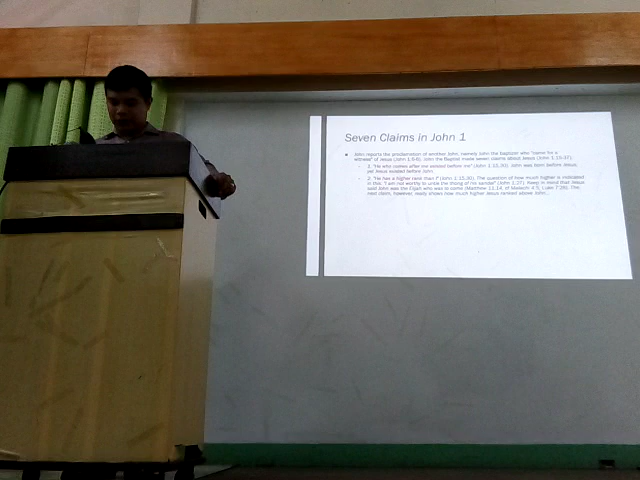 Seven Claims in John 1
John reports the proclamation of another John, namely John the baptizer who "came for a
witness" of Jesus (John 1:6-8). John the Baptist made seven claims about Jesus (John 1:15-37):
1. "He who comes after me existed before me" (John 1:15,30). John was born before Jesus,
yet Jesus existed before John.
2. "He has a higher rank than I" (John 1:15,30). The question of how much higher is indicated
in this: "I am not worthy to untie the thong of his sandal" (John 1:27). Keep in mind that Jesus
said John was the Elijah who was to come (Matthew 11:14, cf Malachi 4:5, Luke 7:26). The
next claim, however, really shows how much higher Jesus ranked above John.